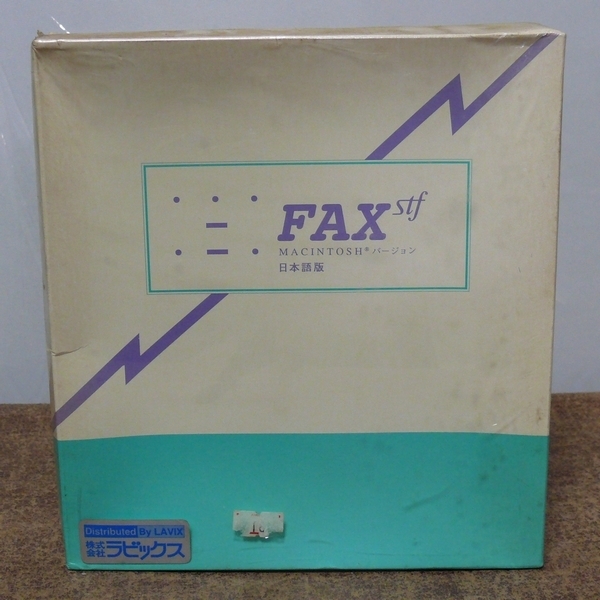 FAX stf
MACINTOSH® バージョン
日本語版
Distributed By LAVIX
株式会社 ラビックス